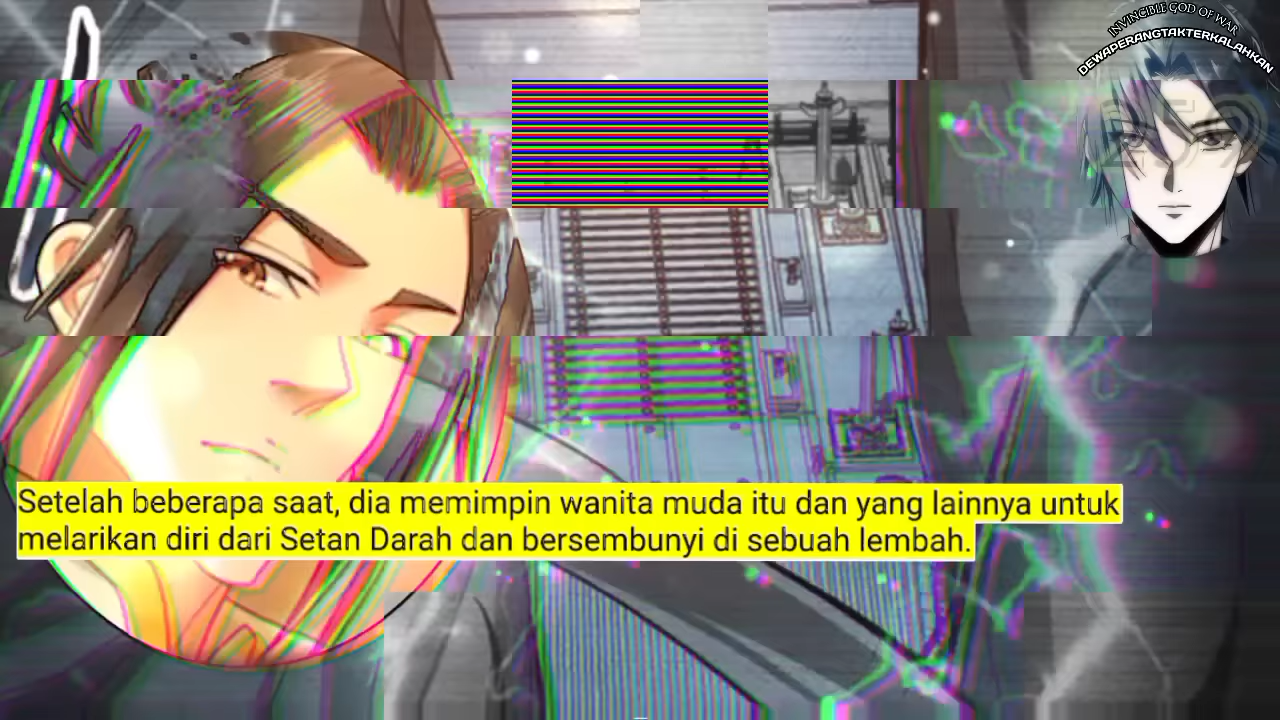 INVINCIBLE GOD OF WAR
DEWAPERANGTAKTERKALAHKAN
259
Setelah beberapa saat, dia memimpin wanita muda itu dan yang lainnya untuk
melarikan diri dari Setan Darah dan bersembunyi di sebuah lembah.